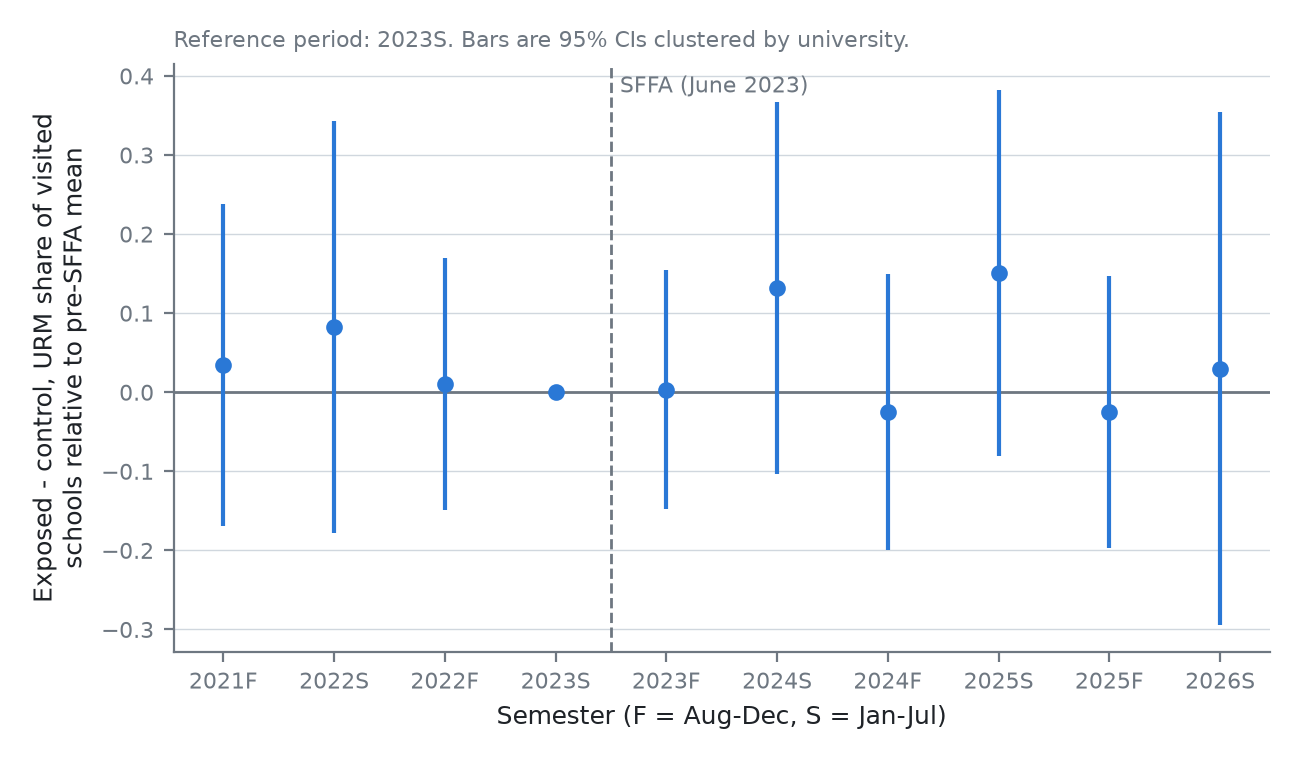 Reference period: 2023S. Bars are 95% CIs clustered by university.
SFFA (June 2023)
Exposed - control, URM share of visited
schools relative to pre-SFFA mean
0.4
0.3
0.2
0.1
0.0
−0.1
−0.2
−0.3
2021F 2022S 2022F 2023S 2023F 2024S 2024F 2025S 2025F 2026S
Semester (F = Aug-Dec, S = Jan-Jul)